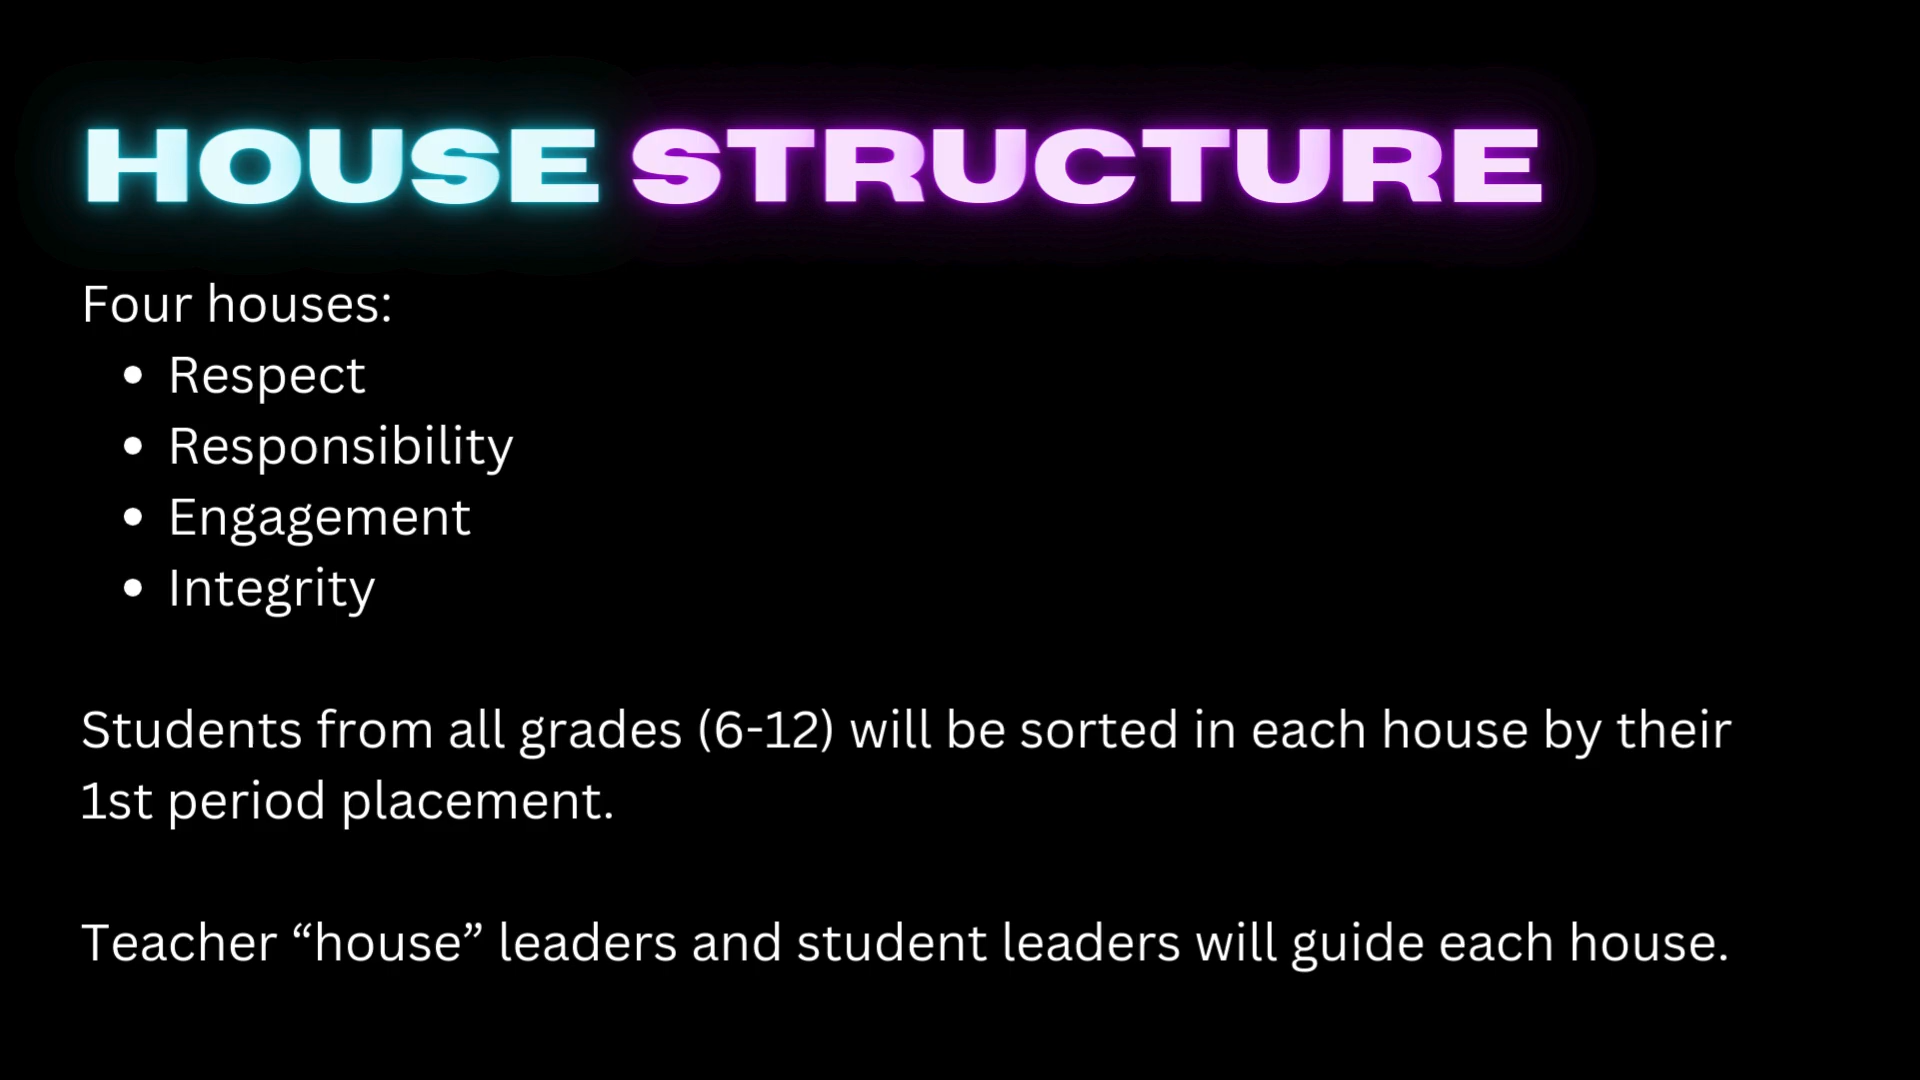 HOUSE STRUCTURE
Four houses:
• Respect
• Responsibility
• Engagement
• Integrity
Students from all grades (6-12) will be sorted in each house by their
1st period placement.
Teacher “house” leaders and student leaders will guide each house.